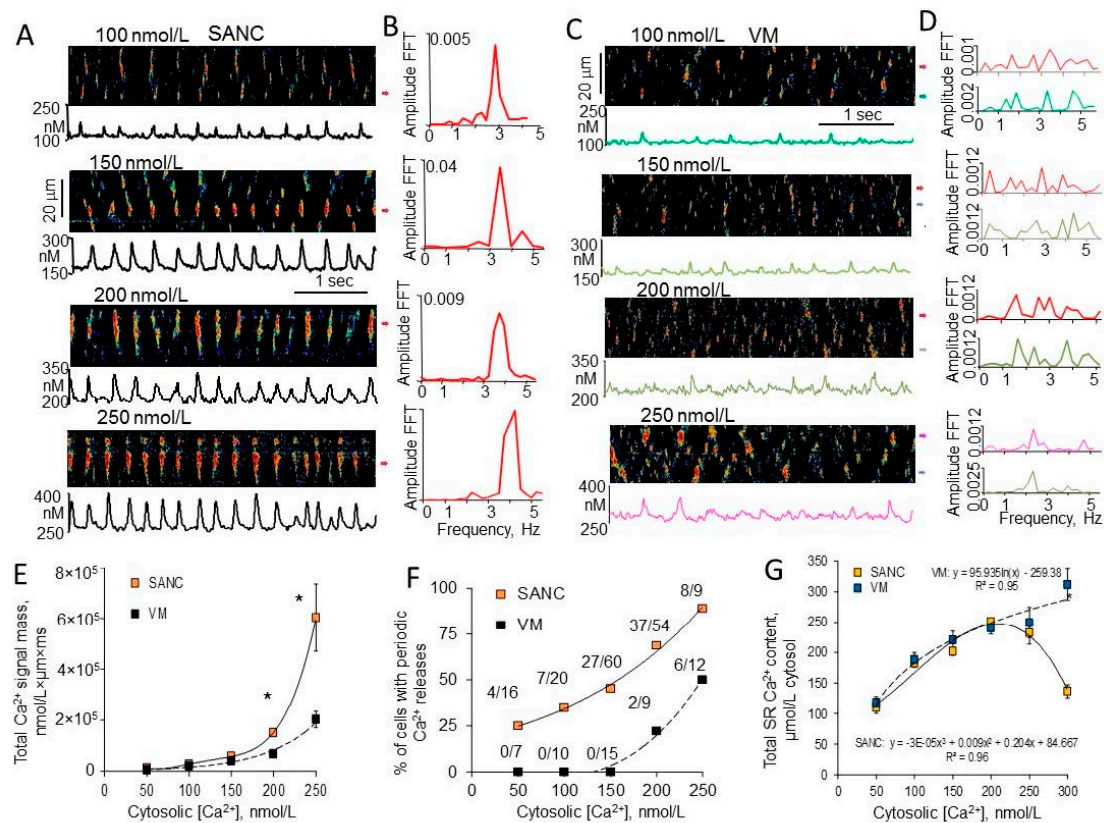 A
100 nmol/L SANC
250
nM
100
150 nmol/L
20 µm
300
nM
150
1 sec
200 nmol/L
350
nM
200
250 nmol/L
400
nM
250
B
Amplitude FFT
0.005
0 1 3 5
Amplitude FFT
0.04
0 1 3 5
Amplitude FFT
0.009
0 1 3 5
Amplitude FFT
0 1 3 5
Frequency, Hz
C
100 nmol/L VM
20 µm
250
nM
100
1 sec
150 nmol/L
300
nM
150
200 nmol/L
350
nM
200
250 nmol/L
400
nM
250
D
Amplitude FFT
0.001
0.002
0 1 3 5
Amplitude FFT
0.0012
0.0012
0 1 3 5
Amplitude FFT
0.0012
0.0012
0 1 3 5
Amplitude FFT
0.0012
0.0025
0 1 3 5
Frequency, Hz
E
Total Ca²⁺ signal mass,
nmol/L×µm×ms
8×10⁵
6×10⁵
4×10⁵
2×10⁵
0
SANC
VM
*
*
0 50 100 150 200 250
Cytosolic [Ca²⁺], nmol/L
F
% of cells with periodic
Ca²⁺ releases
100
75
50
25
0
SANC
VM
4/16
7/20
27/60
37/54
8/9
0/7
0/10
0/15
2/9
6/12
50 100 150 200 250
Cytosolic [Ca²⁺], nmol/L
G
Total SR Ca²⁺ content,
µmol/L cytosol
350
300
250
200
150
100
50
0
SANC
VM
VM: y = 95.935ln(x) - 259.38
R² = 0.95
*
SANC: y = -3E-05x³ + 0.009x² + 0.204x + 84.667
R² = 0.96
50 100 150 200 250 300
Cytosolic [Ca²⁺], nmol/L